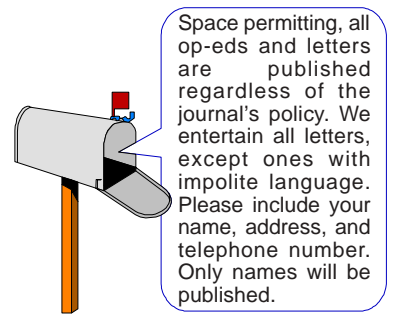 Space permitting, all
op-eds and letters
are published
regardless of the
journal's policy. We
entertain all letters,
except ones with
impolite language.
Please include your
name, address, and
telephone number.
Only names will be
published.